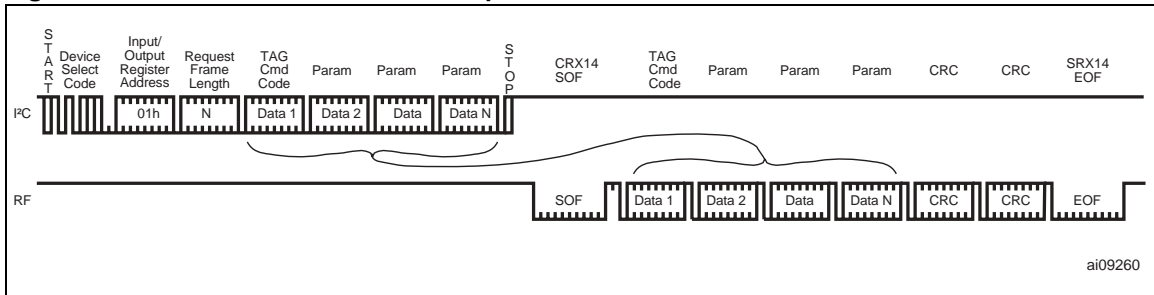 START
Device Select Code
Input/ Output Register Address
Request Frame Length
TAG Cmd Code
Param
Param
Param
STOP
CRX14 SOF
TAG Cmd Code
Param
Param
Param
CRC
CRC
SRX14 EOF
I²C
01h
N
Data 1
Data 2
Data
Data N
RF
SOF
Data 1
Data 2
Data
Data N
CRC
CRC
EOF
ai09260